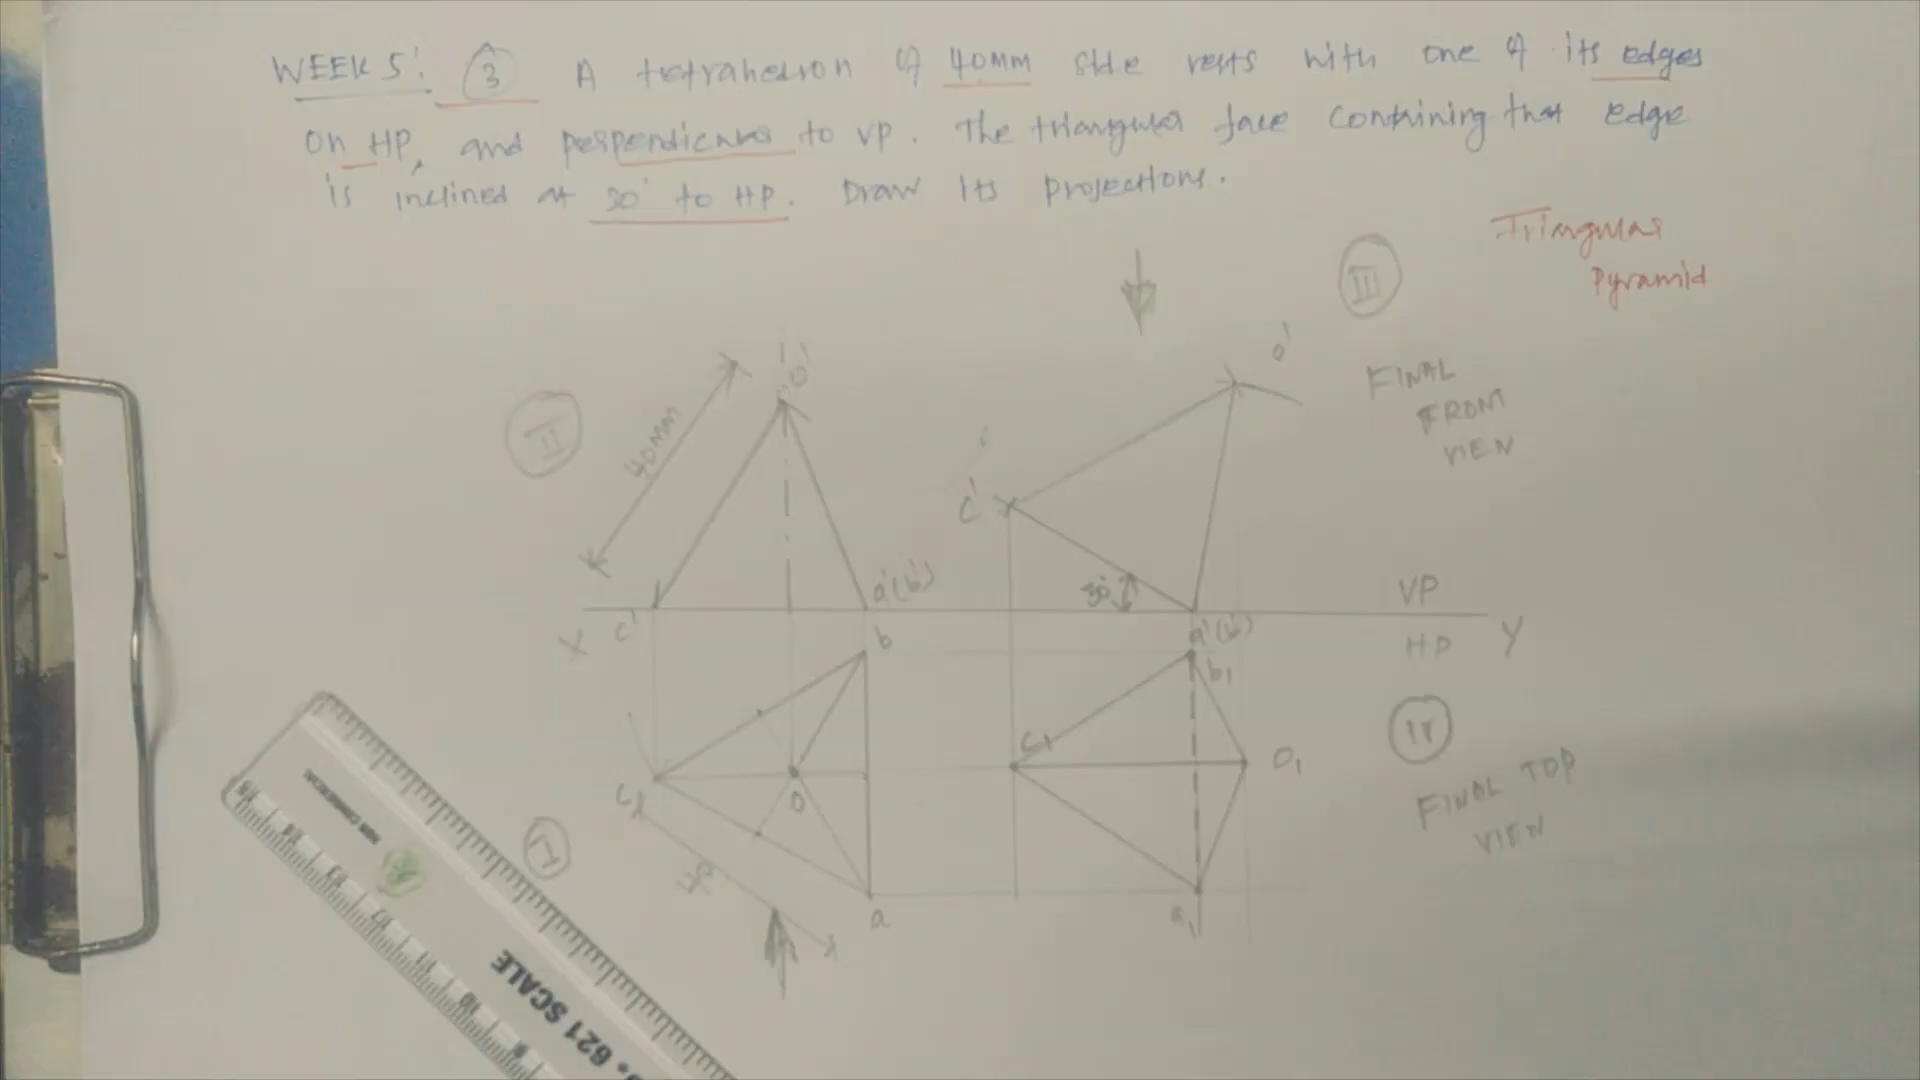 WEEK 5: 3 A tetrahedron of 40MM side rests with one of its edges
on HP, and perpendicular to VP. The triangular face containing that edge
is inclined at 30° to HP. Draw its projections.
Triangular
Pyramid
III
FINAL
FRONT
VIEW
II
40MM
o'
o'
c'
30°
c'
a'(b')
a'(b')
X
Y
VP
HP
b
b1
c1
o
o1
a
a1
IV
FINAL TOP
VIEW
621 SCALE